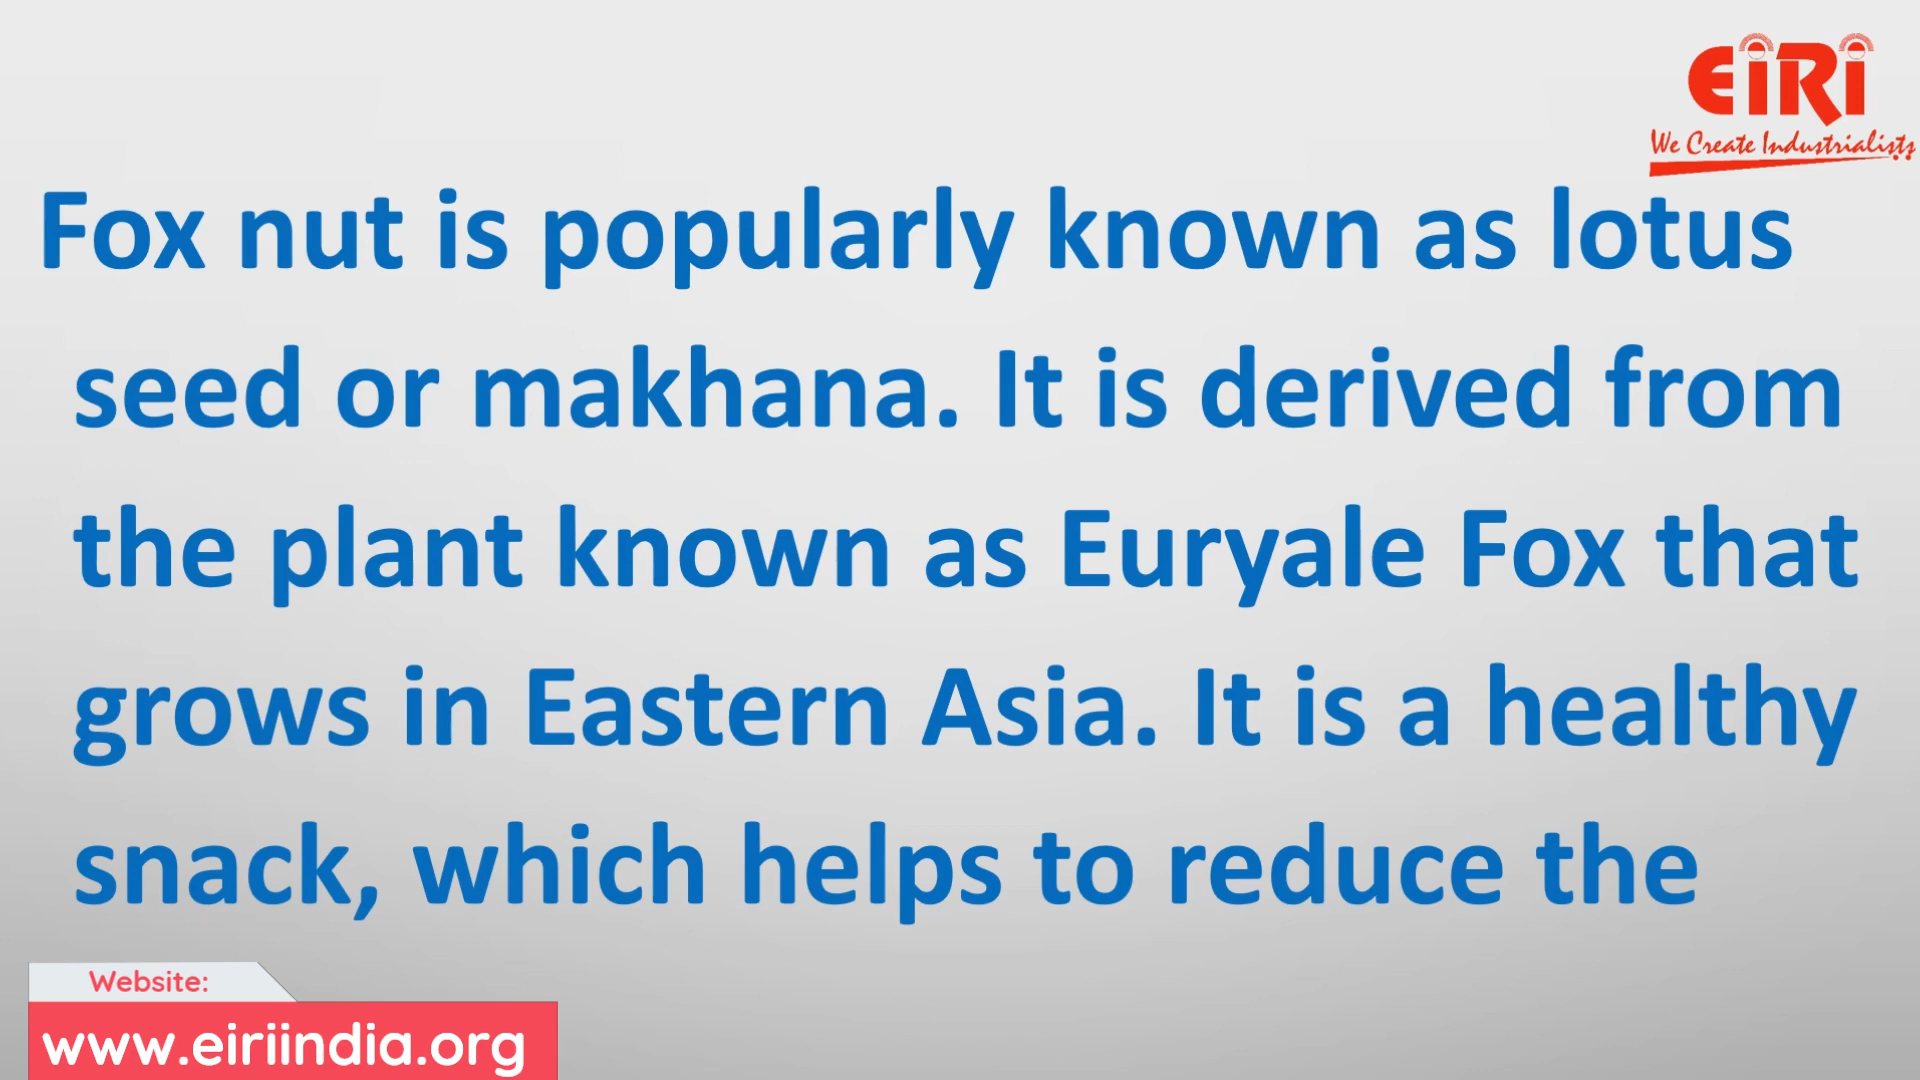 EiRi
We Create Industrialists
Fox nut is popularly known as lotus
seed or makhana. It is derived from
the plant known as Euryale Fox that
grows in Eastern Asia. It is a healthy
snack, which helps to reduce the
Website:
www.eiriindia.org